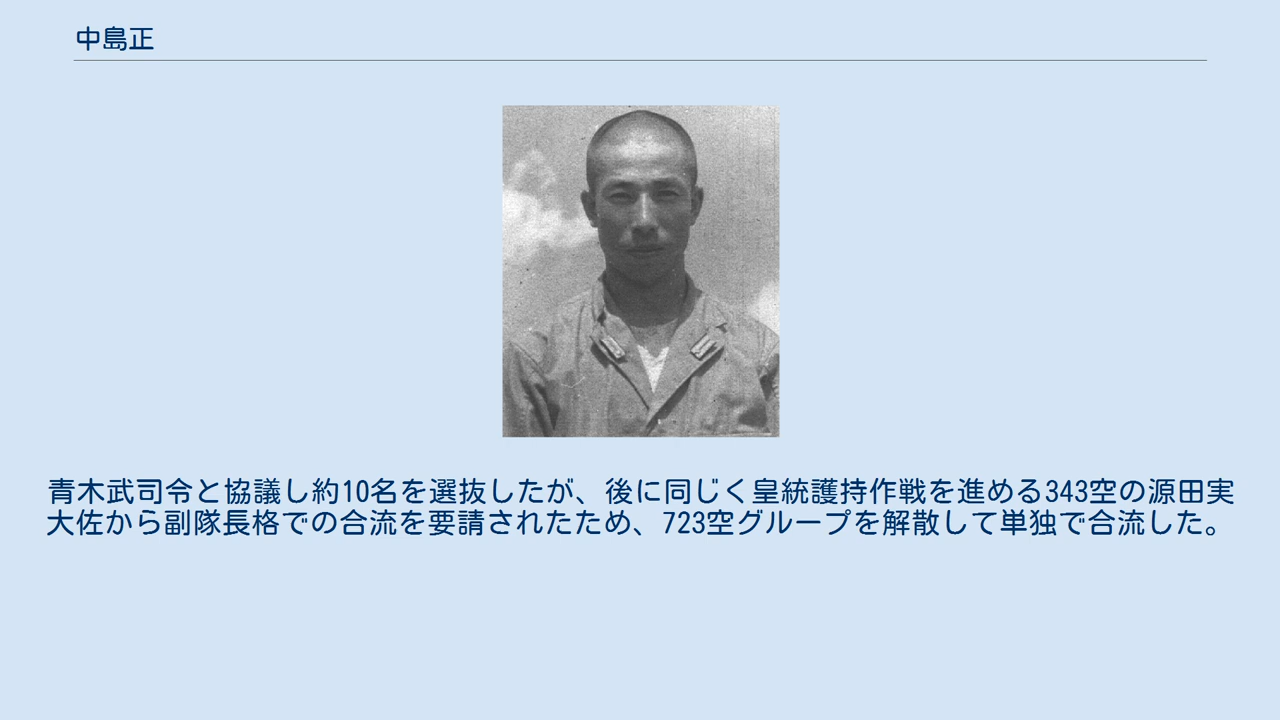 中島正
青木武司令と協議し約10名を選抜したが、後に同じく皇統護持作戦を進める343空の源田実
大佐から副隊長格での合流を要請されたため、723空グループを解散して単独で合流した。